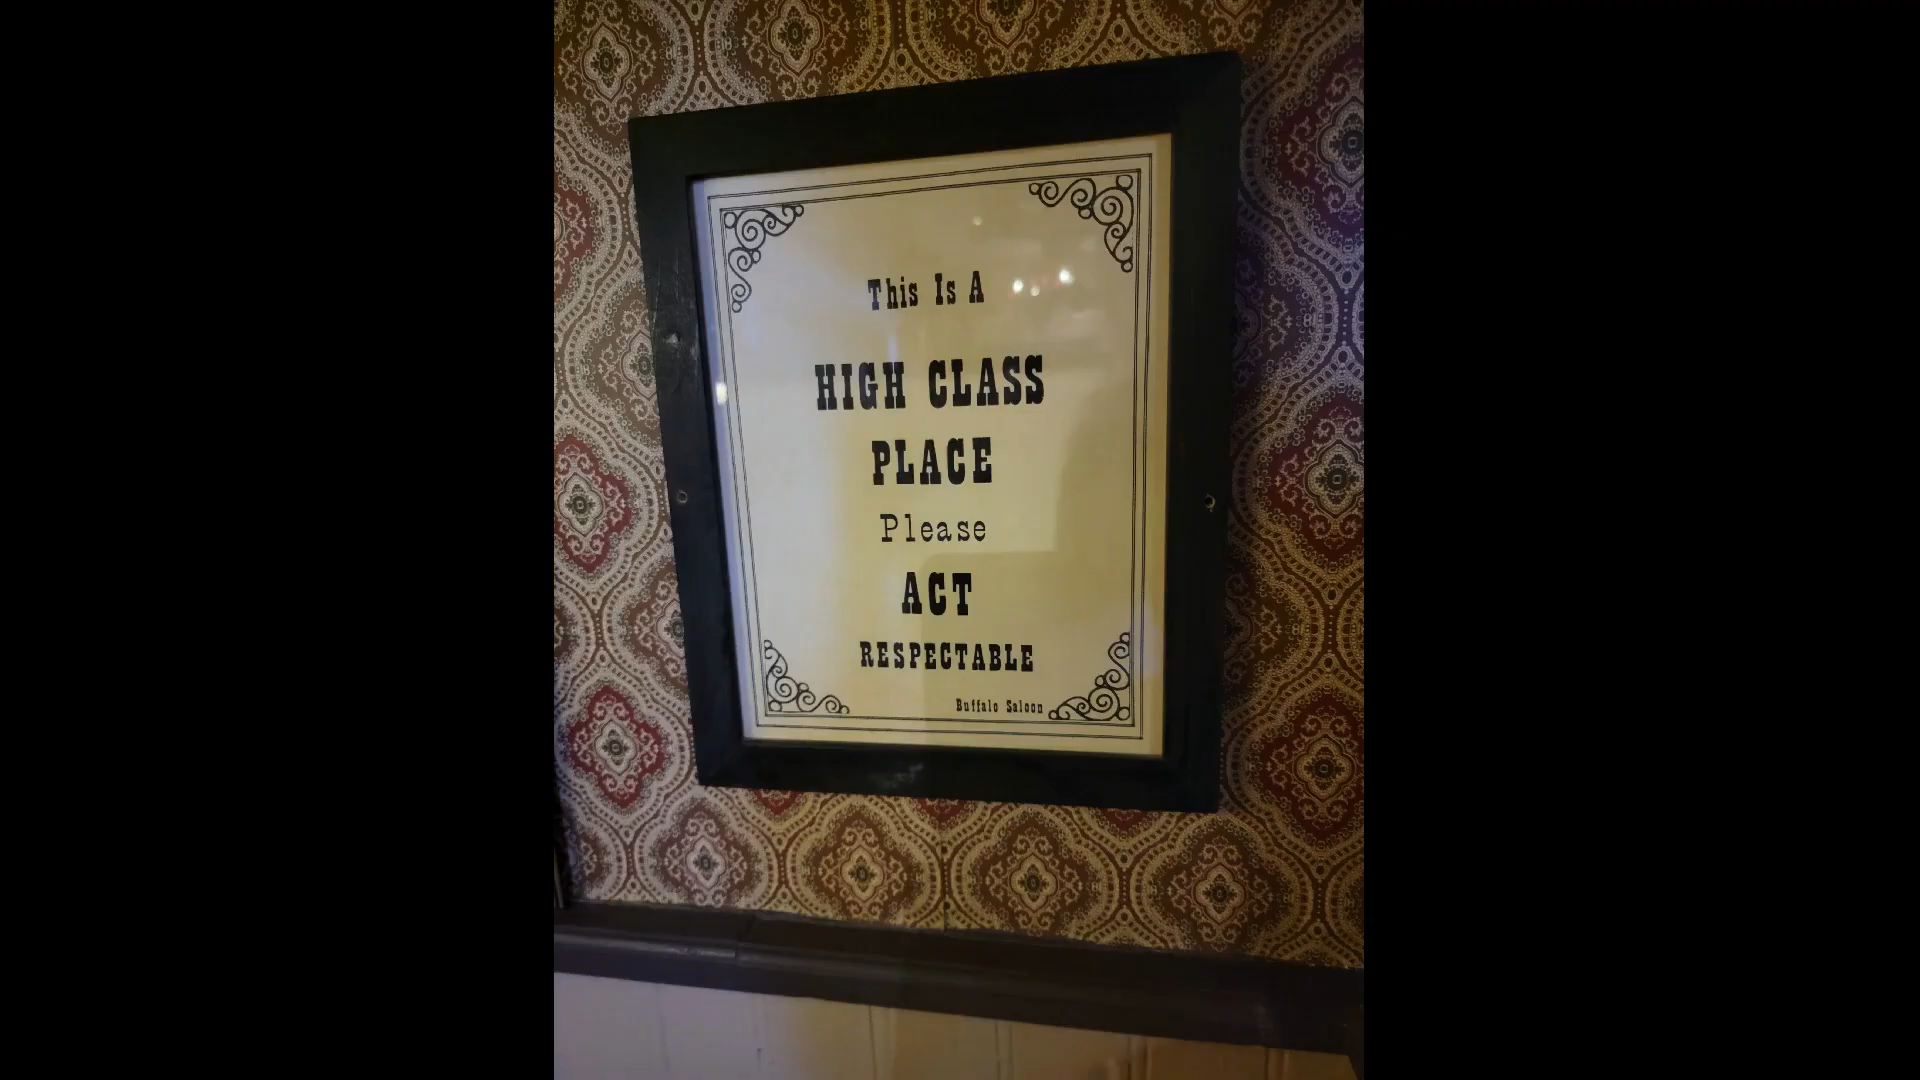 This Is A
HIGH CLASS
PLACE
Please
ACT
RESPECTABLE
Buffalo Saloon